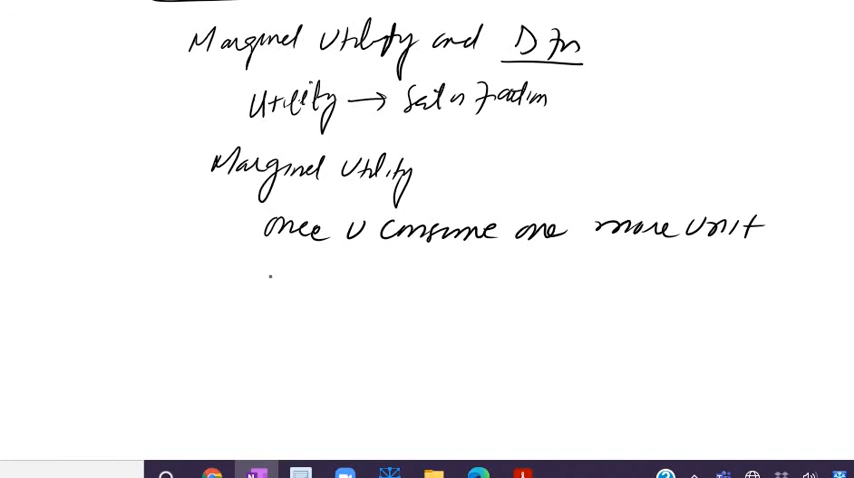 Marginal Utility and D fn
Utility → Satisfaction
Marginal Utility
once U consume one more unit